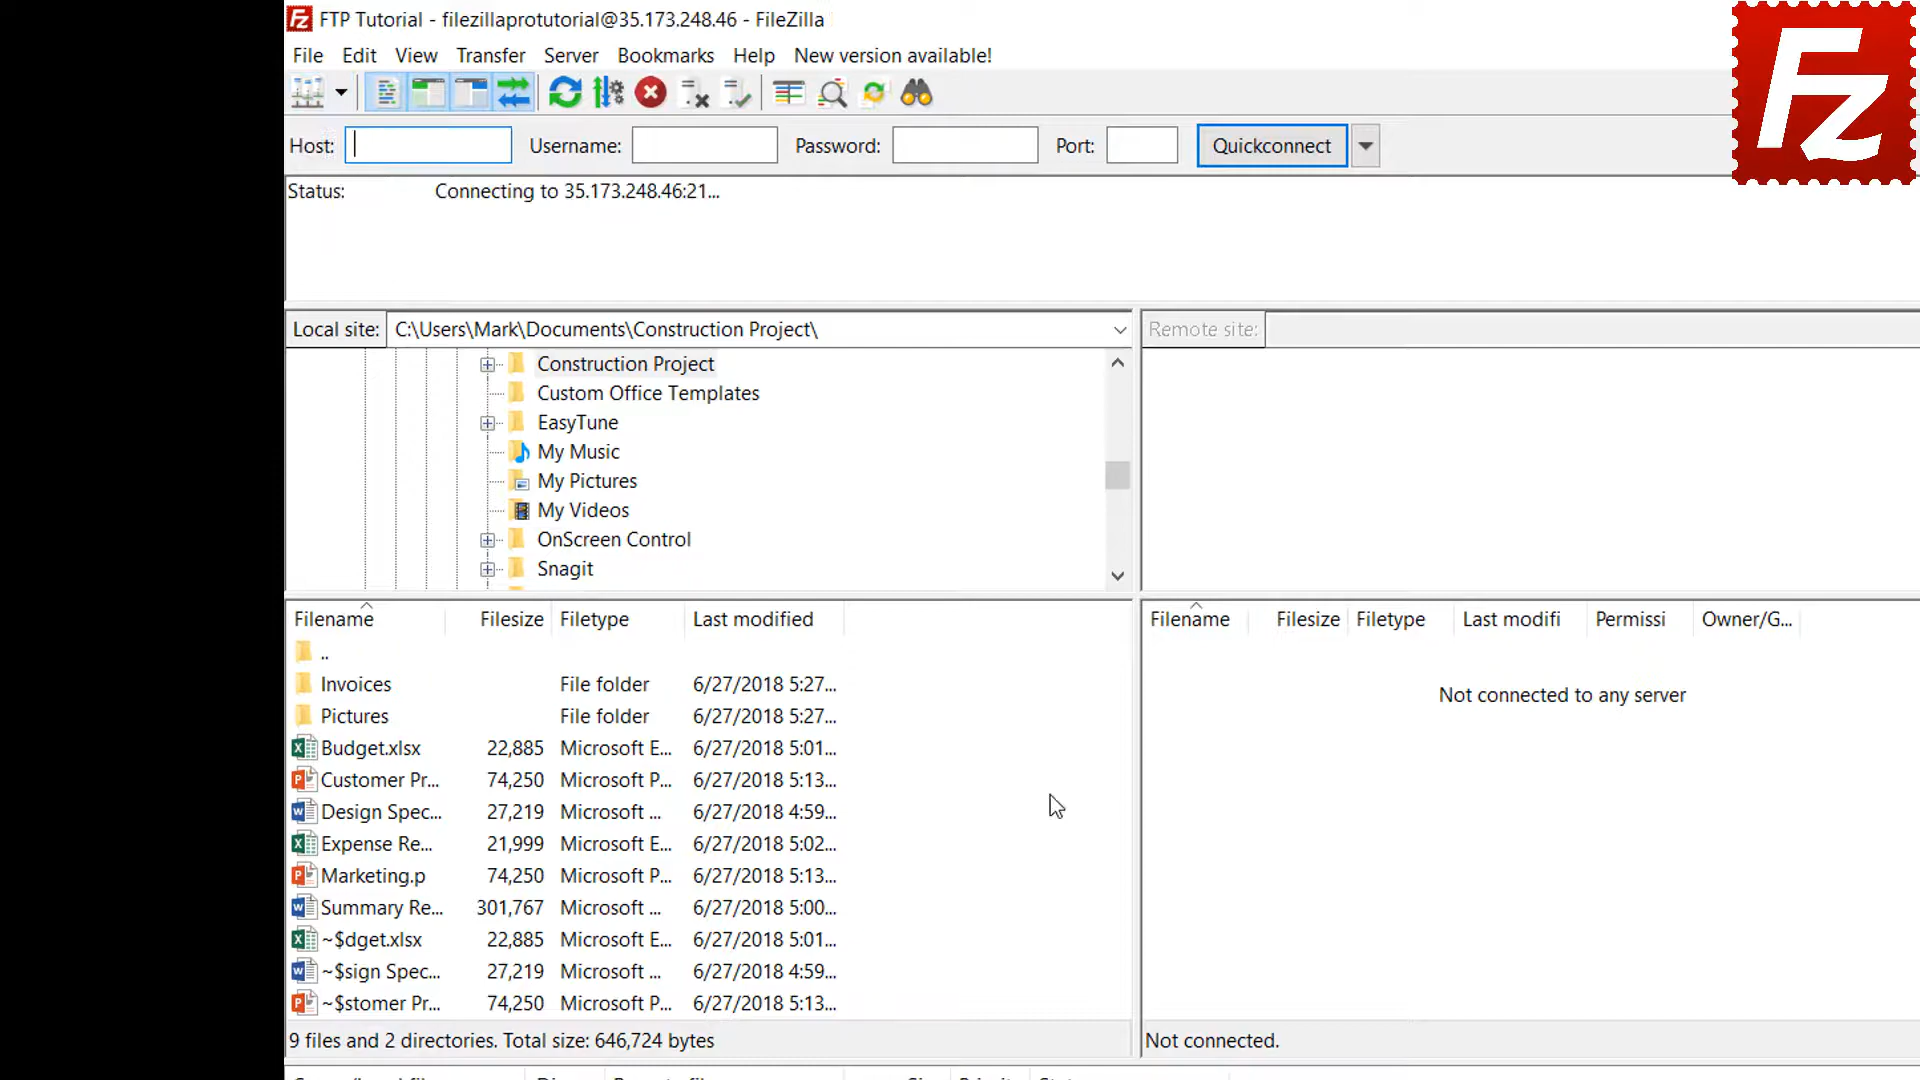 FTP Tutorial - filezillaprotutorial@35.173.248.46 - FileZilla
File Edit View Transfer Server Bookmarks Help New version available!
Host: Username: Password: Port: Quickconnect
Status: Connecting to 35.173.248.46:21...
Local site: C:\Users\Mark\Documents\Construction Project\
Remote site:
Construction Project
Custom Office Templates
EasyTune
My Music
My Pictures
My Videos
OnScreen Control
Snagit
Filename Filesize Filetype Last modified
..
Invoices File folder 6/27/2018 5:27...
Pictures File folder 6/27/2018 5:27...
Budget.xlsx 22,885 Microsoft E... 6/27/2018 5:01...
Customer Pr... 74,250 Microsoft P... 6/27/2018 5:13...
Design Spec... 27,219 Microsoft ... 6/27/2018 4:59...
Expense Re... 21,999 Microsoft E... 6/27/2018 5:02...
Marketing.p 74,250 Microsoft P... 6/27/2018 5:13...
Summary Re... 301,767 Microsoft ... 6/27/2018 5:00...
~$dget.xlsx 22,885 Microsoft E... 6/27/2018 5:01...
~$sign Spec... 27,219 Microsoft ... 6/27/2018 4:59...
~$stomer Pr... 74,250 Microsoft P... 6/27/2018 5:13...
9 files and 2 directories. Total size: 646,724 bytes
Filename Filesize Filetype Last modifi Permissi Owner/G...
Not connected to any server
Not connected.
Fz